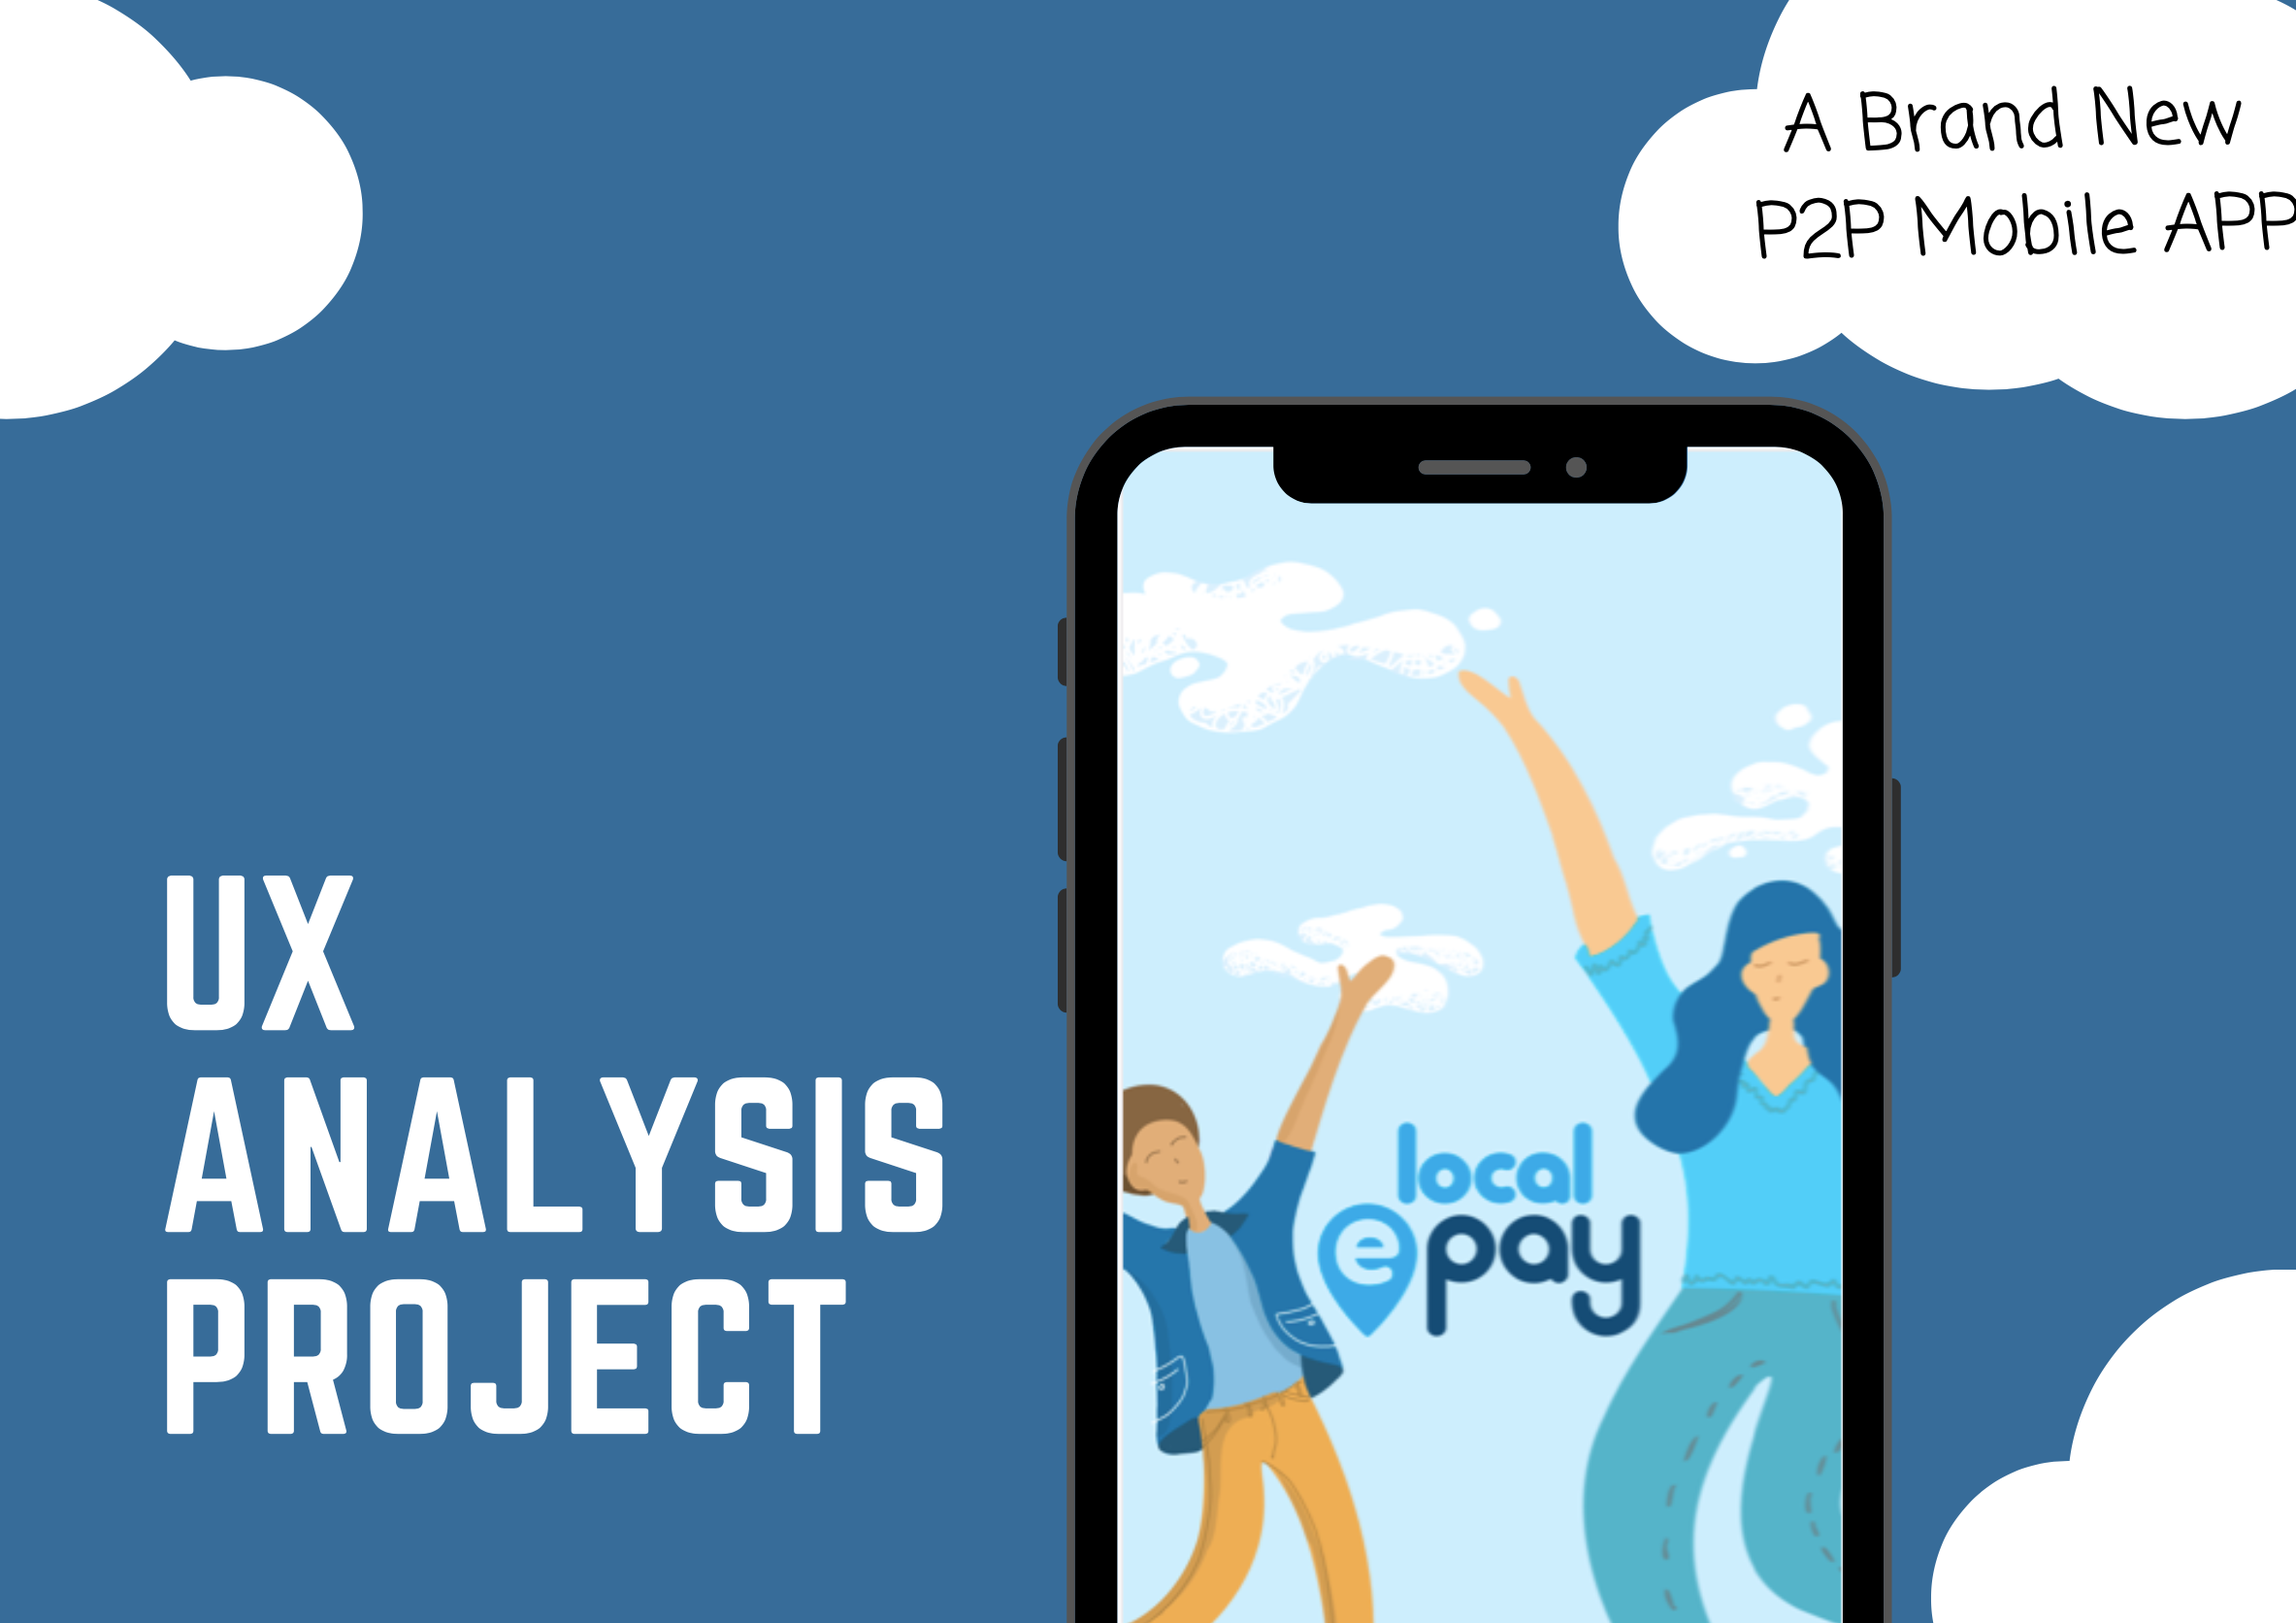 A Brand New
P2P Mobile APP
UX
ANALYSIS
PROJECT
local
epay